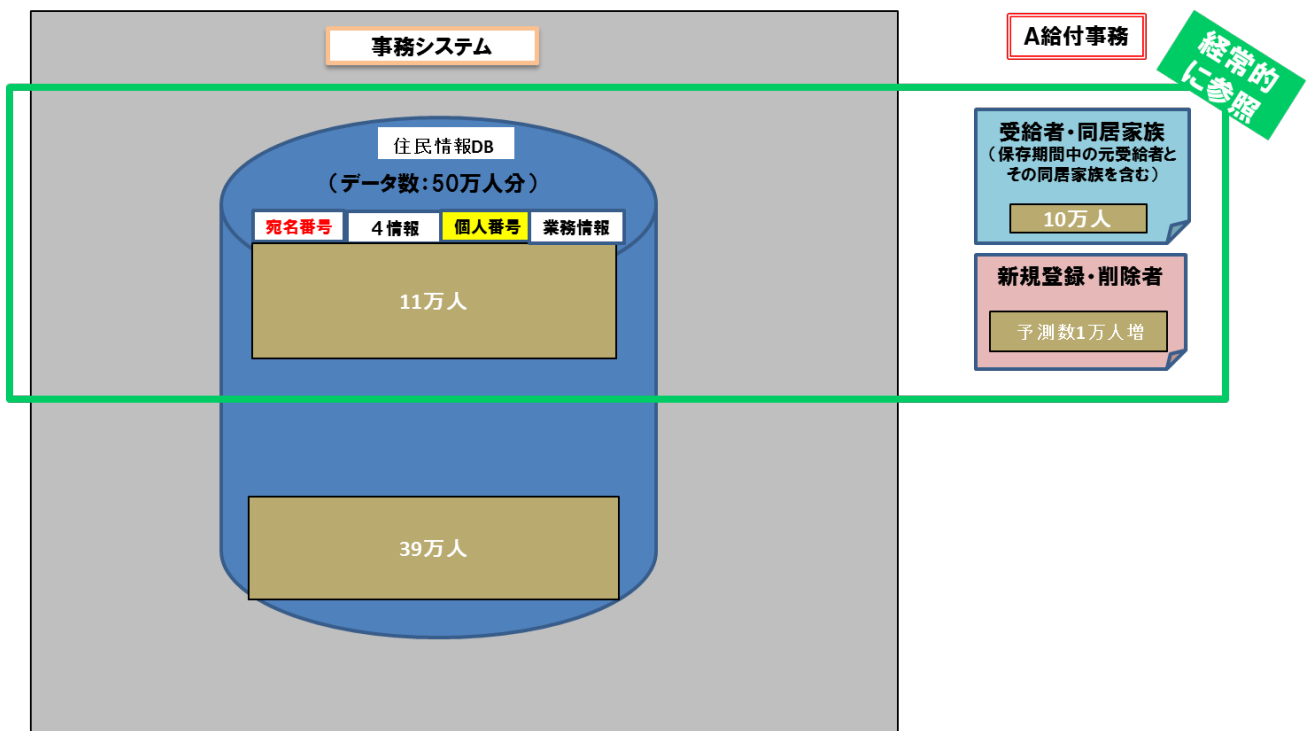 事務システム
A給付事務
経常的
に参照
住民情報DB
（データ数：50万人分）
宛名番号
４情報
個人番号
業務情報
11万人
39万人
受給者・同居家族
（保存期間中の元受給者と
その同居家族を含む）
10万人
新規登録・削除者
予測数1万人増